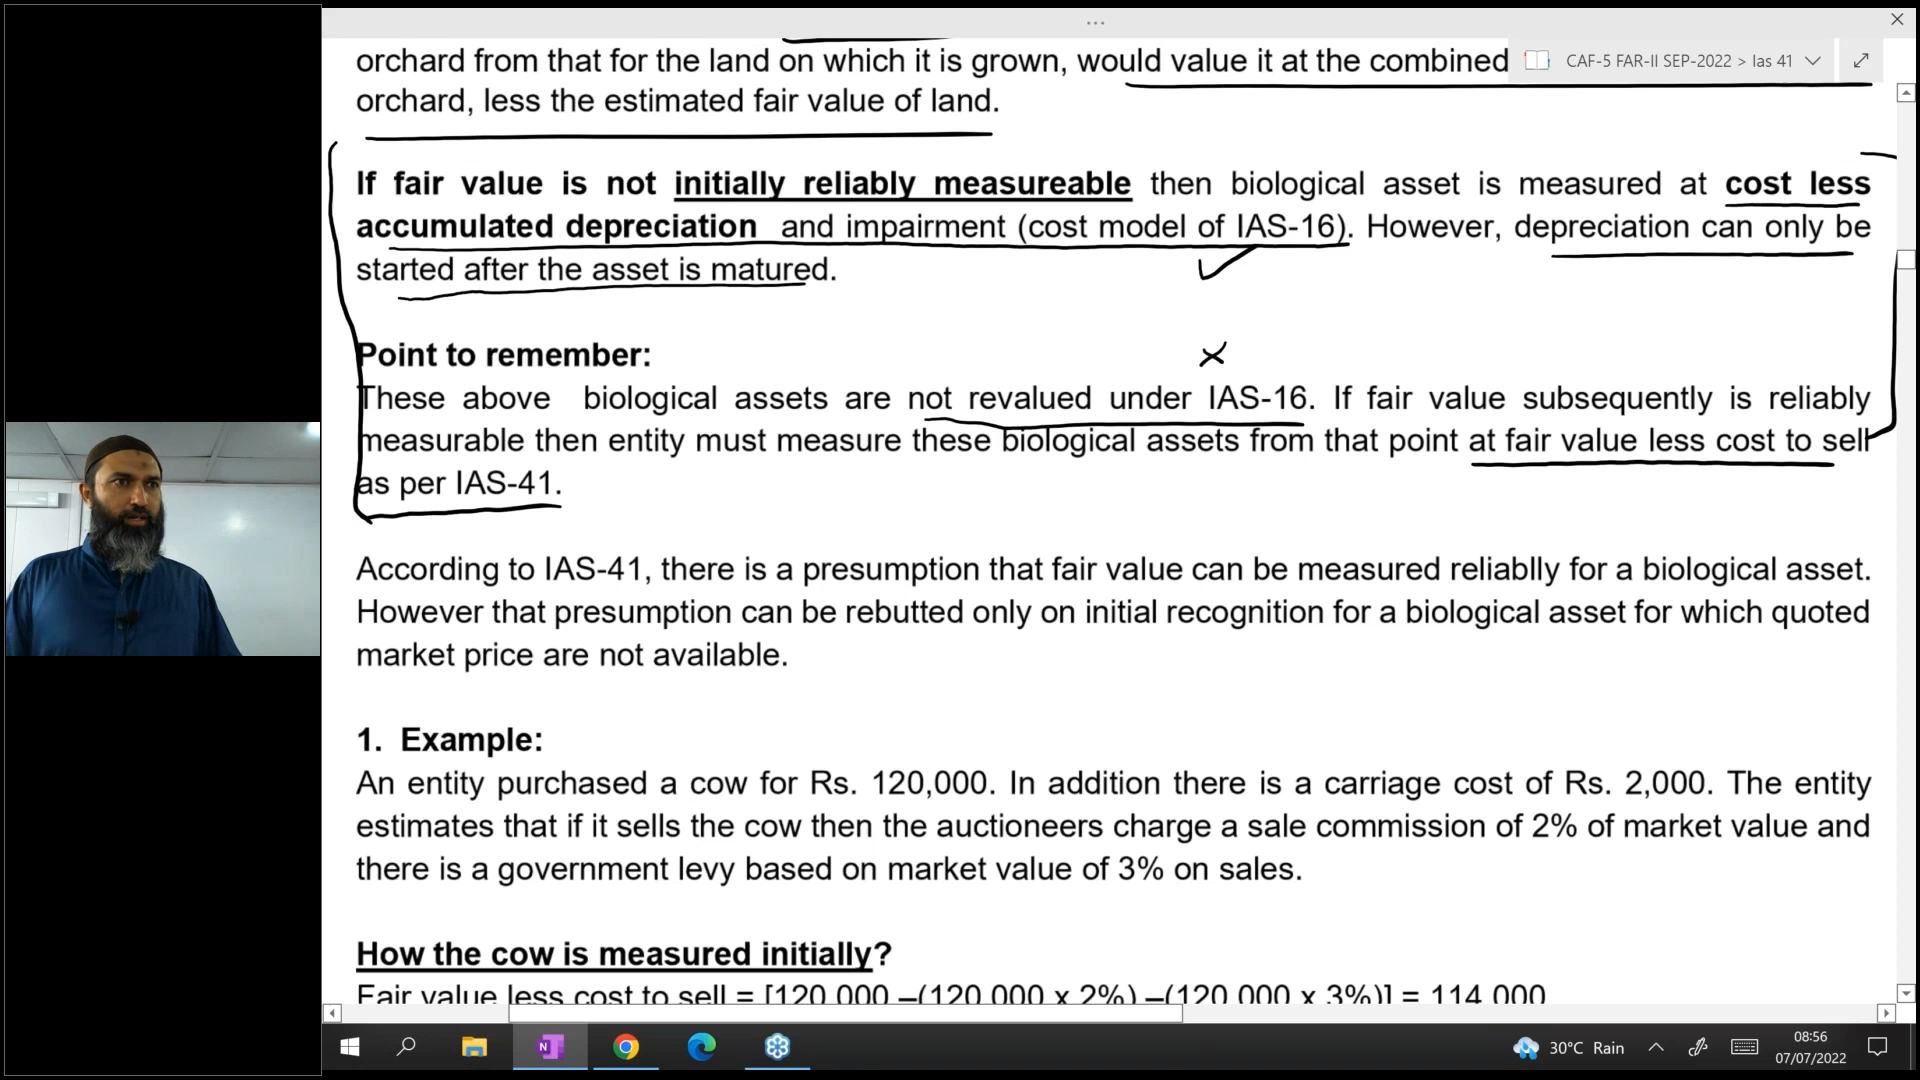 orchard from that for the land on which it is grown, would value it at the combined
CAF-5 FAR-II SEP-2022 > Ias 41
orchard, less the estimated fair value of land.
If fair value is not initially reliably measureable then biological asset is measured at cost less
accumulated depreciation and impairment (cost model of IAS-16). However, depreciation can only be
started after the asset is matured.
Point to remember:
These above biological assets are not revalued under IAS-16. If fair value subsequently is reliably
measurable then entity must measure these biological assets from that point at fair value less cost to sell
as per IAS-41.
According to IAS-41, there is a presumption that fair value can be measured reliablly for a biological asset.
However that presumption can be rebutted only on initial recognition for a biological asset for which quoted
market price are not available.
1. Example:
An entity purchased a cow for Rs. 120,000. In addition there is a carriage cost of Rs. 2,000. The entity
estimates that if it sells the cow then the auctioneers charge a sale commission of 2% of market value and
there is a government levy based on market value of 3% on sales.
How the cow is measured initially?
Fair value less cost to sell = [120,000 –(120,000 x 2%) –(120,000 x 3%)] = 114,000
30°C Rain
08:56
07/07/2022